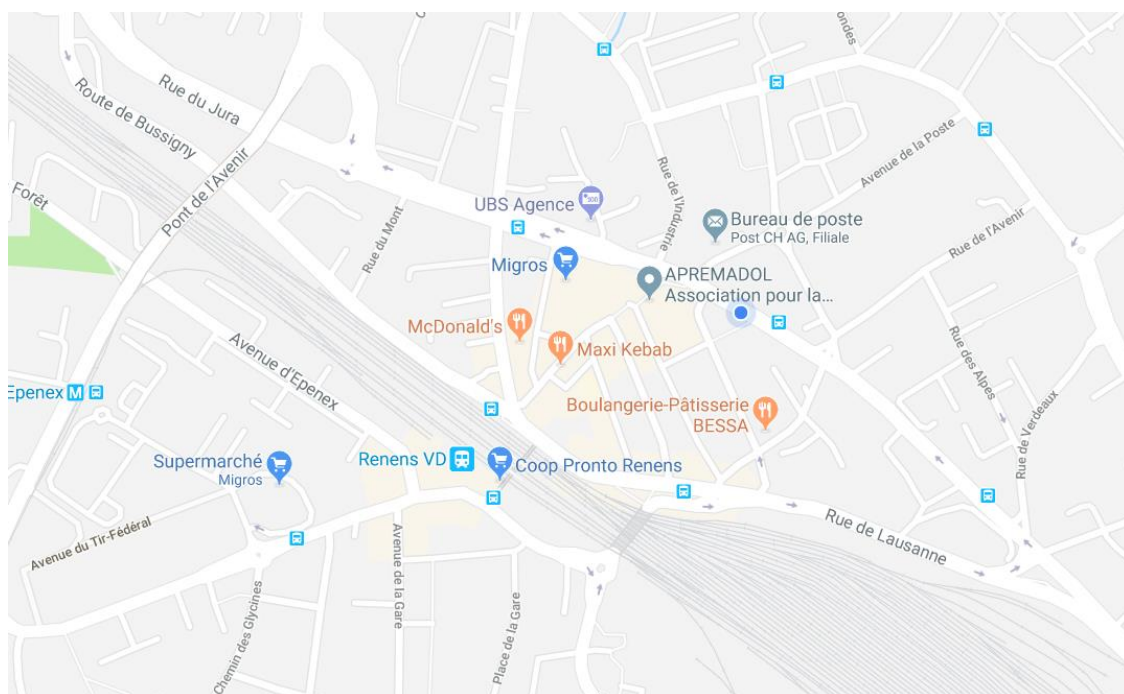 ondes
Rue du Jura
Route de Bussigny
Pont de l'Avenir
Forêt
Rue du Mont
Avenue de la Poste
Rue de l'Industrie
UBS Agence
Bureau de poste
Post CH AG, Filiale
Rue de l'Avenir
Migros
APREMADOL
Association pour la...
McDonald's
Maxi Kebab
Avenue d'Epenex
Rue des Alpes
Epenex M
Boulangerie-Pâtisserie
BESSA
Rue de Verdeaux
Renens VD
Coop Pronto Renens
Supermarché
Migros
Rue de Lausanne
Avenue du Tir-Fédéral
Avenue de la Gare
Chemin des Glycines
Place de la Gare